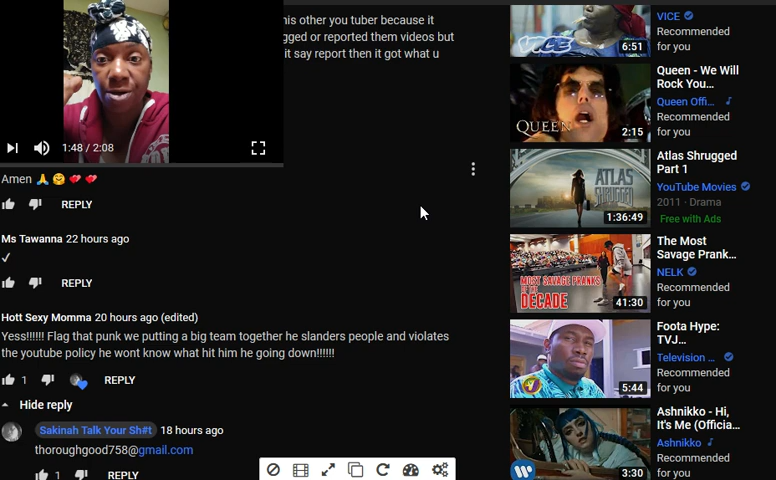 his other you tuber because it
gged or reported them videos but
it say report then it got what u
1:48 / 2:08
Amen
REPLY
Ms Tawanna 22 hours ago
✓
REPLY
Hott Sexy Momma 20 hours ago (edited)
Yess!!!!!! Flag that punk we putting a big team together he slanders people and violates
the youtube policy he wont know what hit him he going down!!!!!!
1
REPLY
Hide reply
Sakinah Talk Your Sh#t 18 hours ago
thoroughgood758@gmail.com
1
REPLY
VICE
6:51
VICE
Recommended
for you
QUEEN
2:15
Queen - We Will
Rock You...
Queen Offi...
Recommended
for you
ATLAS
SHRUGGED
1:36:49
Atlas Shrugged
Part 1
YouTube Movies
2011 · Drama
Free with Ads
MOST SAVAGE PRANKS
OF THE
DECADE
41:30
The Most
Savage Prank...
NELK
Recommended
for you
5:44
Foota Hype:
TVJ...
Television ...
Recommended
for you
W
3:30
Ashnikko - Hi,
It's Me (Officia...
Ashnikko
Recommended
for you